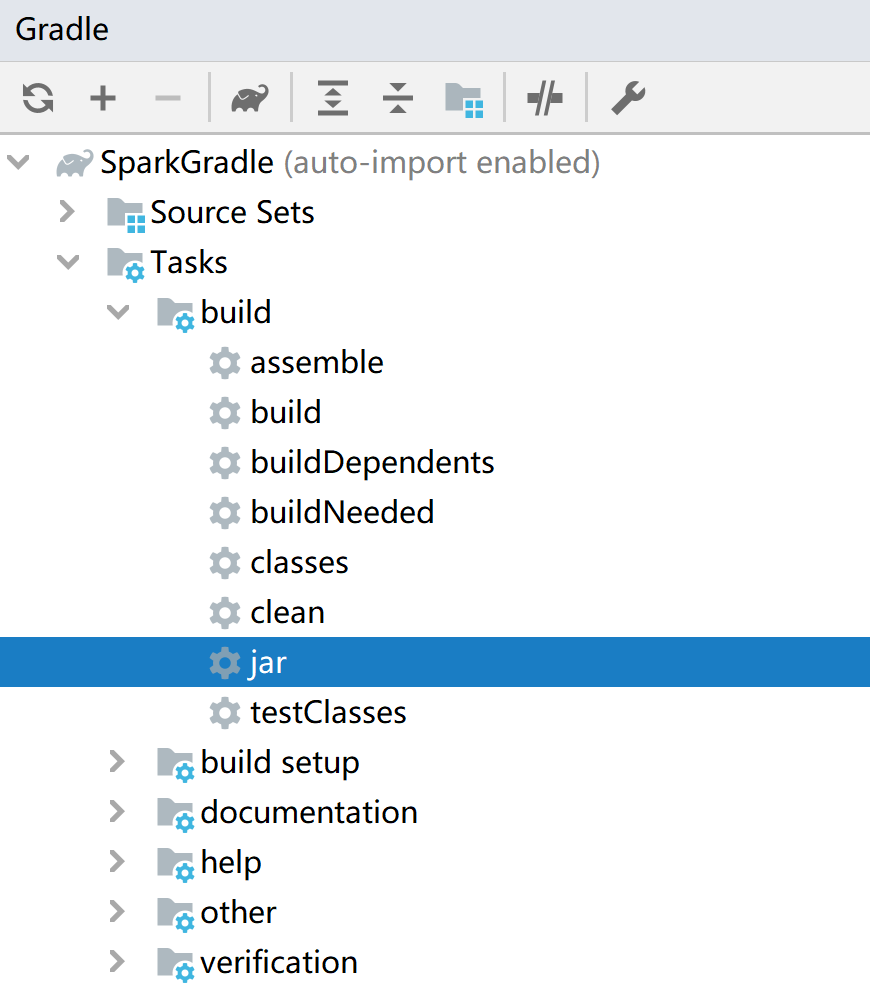 Gradle
SparkGradle (auto-import enabled)
Source Sets
Tasks
build
assemble
build
buildDependents
buildNeeded
classes
clean
jar
testClasses
build setup
documentation
help
other
verification